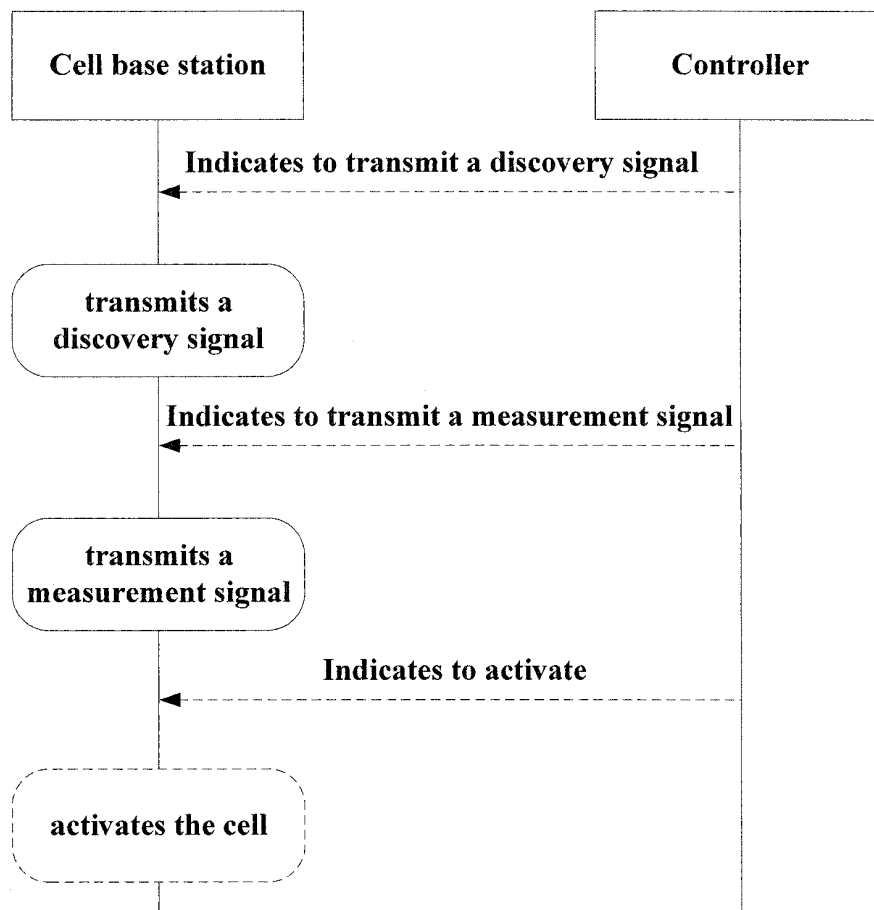 Cell base station
Controller
Indicates to transmit a discovery signal
transmits a
discovery signal
Indicates to transmit a measurement signal
transmits a
measurement signal
Indicates to activate
activates the cell